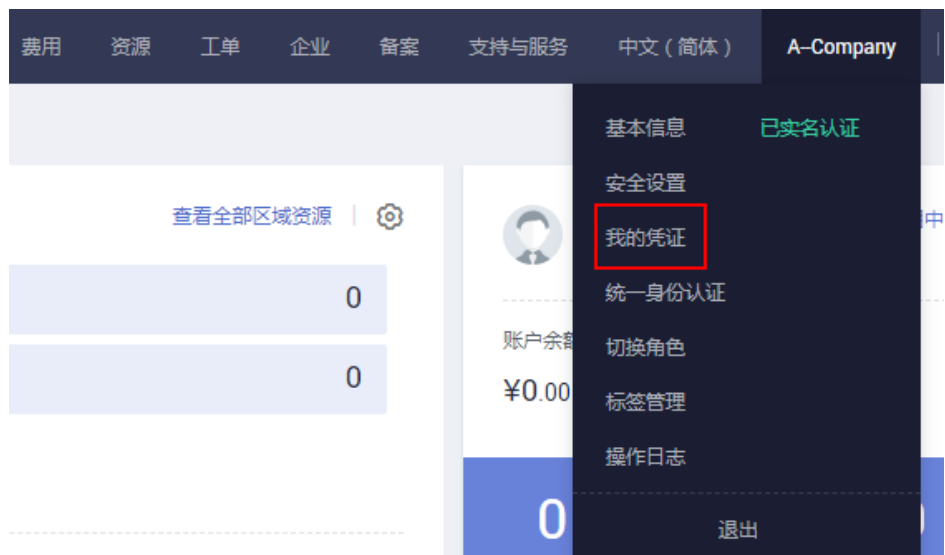 费用 资源 工单 企业 备案 支持与服务 中文（简体） A-Company
基本信息 已实名认证
安全设置
查看全部区域资源
我的凭证
中
统一身份认证
0
账户余额
切换角色
0
¥0.00
标签管理
操作日志
0
退出